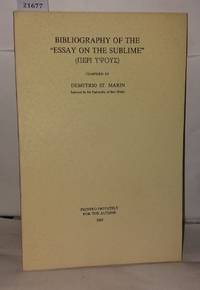 21677
BIBLIOGRAPHY OF THE
"ESSAY ON THE SUBLIME"
(ΠΕΡΙ ΥΨΟΥΣ)
COMPILED BY
DEMETRIO ST. MARIN
PRINTED PRIVATELY
FOR THE AUTHOR